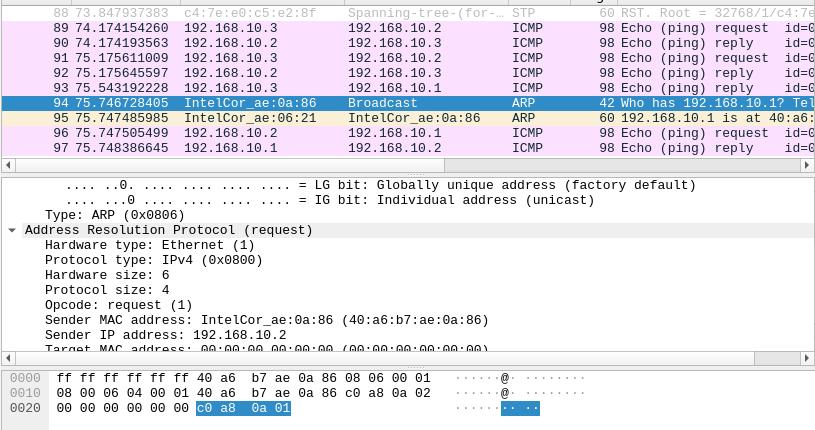 88 73.847937383 c4:7e:e0:c5:e2:8f Spanning-tree-(for-… STP 60 RST. Root = 32768/1/c4:7e
89 74.174154260 192.168.10.3 192.168.10.2 ICMP 98 Echo (ping) request id=0
90 74.174193563 192.168.10.2 192.168.10.3 ICMP 98 Echo (ping) reply id=0
91 75.175611009 192.168.10.3 192.168.10.2 ICMP 98 Echo (ping) request id=0
92 75.175645597 192.168.10.2 192.168.10.3 ICMP 98 Echo (ping) reply id=0
93 75.543192228 192.168.10.3 192.168.10.1 ICMP 98 Echo (ping) reply id=0
94 75.746728405 IntelCor_ae:0a:86 Broadcast ARP 42 Who has 192.168.10.1? Tel
95 75.747485985 IntelCor_ae:06:21 IntelCor_ae:0a:86 ARP 60 192.168.10.1 is at 40:a6:
96 75.747505499 192.168.10.2 192.168.10.1 ICMP 98 Echo (ping) request id=0
97 75.748386645 192.168.10.1 192.168.10.2 ICMP 98 Echo (ping) reply id=0
.... ..0. .... .... .... .... = LG bit: Globally unique address (factory default)
.... ...0 .... .... .... .... = IG bit: Individual address (unicast)
Type: ARP (0x0806)
Address Resolution Protocol (request)
Hardware type: Ethernet (1)
Protocol type: IPv4 (0x0800)
Hardware size: 6
Protocol size: 4
Opcode: request (1)
Sender MAC address: IntelCor_ae:0a:86 (40:a6:b7:ae:0a:86)
Sender IP address: 192.168.10.2
Target MAC address: 00:00:00_00:00:00 (00:00:00:00:00:00)
0000 ff ff ff ff ff ff 40 a6 b7 ae 0a 86 08 06 00 01 ······@· ········
0010 08 00 06 04 00 01 40 a6 b7 ae 0a 86 c0 a8 0a 02 ······@· ········
0020 00 00 00 00 00 00 c0 a8 0a 01 ········ ··